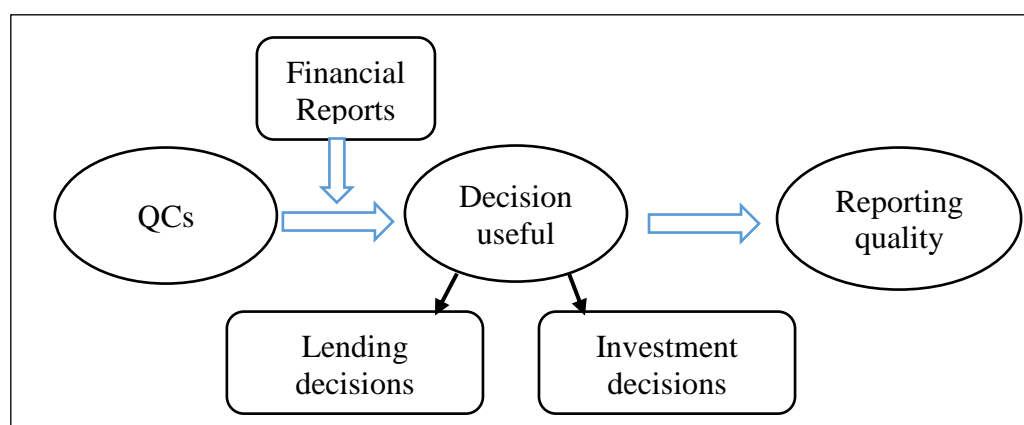 Financial
Reports
QCs
Decision
useful
Reporting
quality
Lending
decisions
Investment
decisions